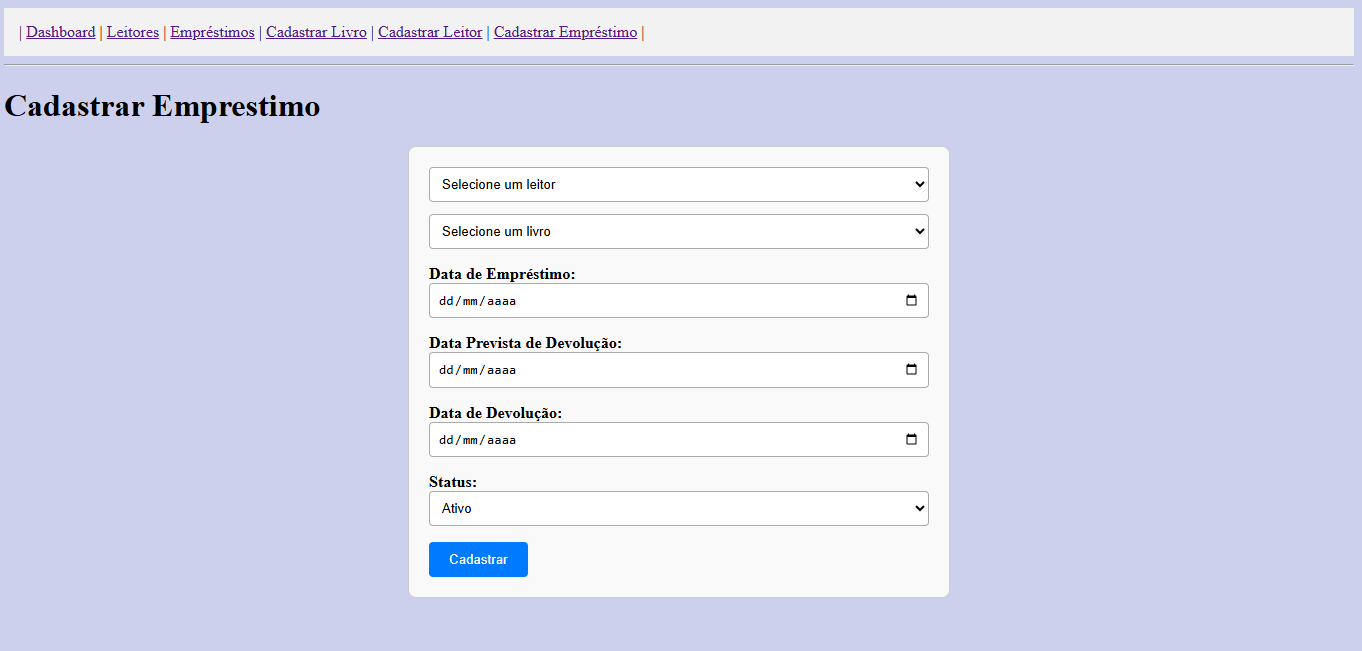 | Dashboard | Leitores | Empréstimos | Cadastrar Livro | Cadastrar Leitor | Cadastrar Empréstimo |
Cadastrar Emprestimo
Selecione um leitor
Selecione um livro
Data de Empréstimo:
dd/mm/aaaa
Data Prevista de Devolução:
dd/mm/aaaa
Data de Devolução:
dd/mm/aaaa
Status:
Ativo
Cadastrar